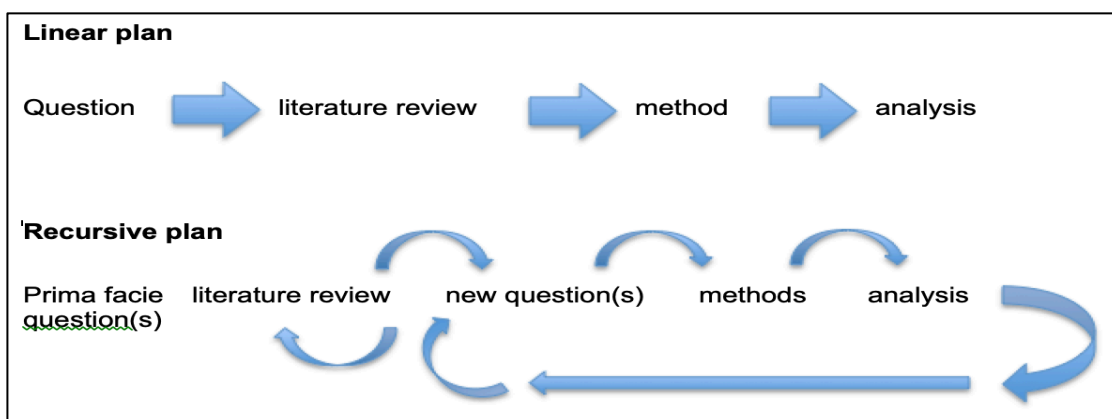 Linear plan
Question literature review method analysis
Recursive plan
Prima facie literature review new question(s) methods analysis
question(s)